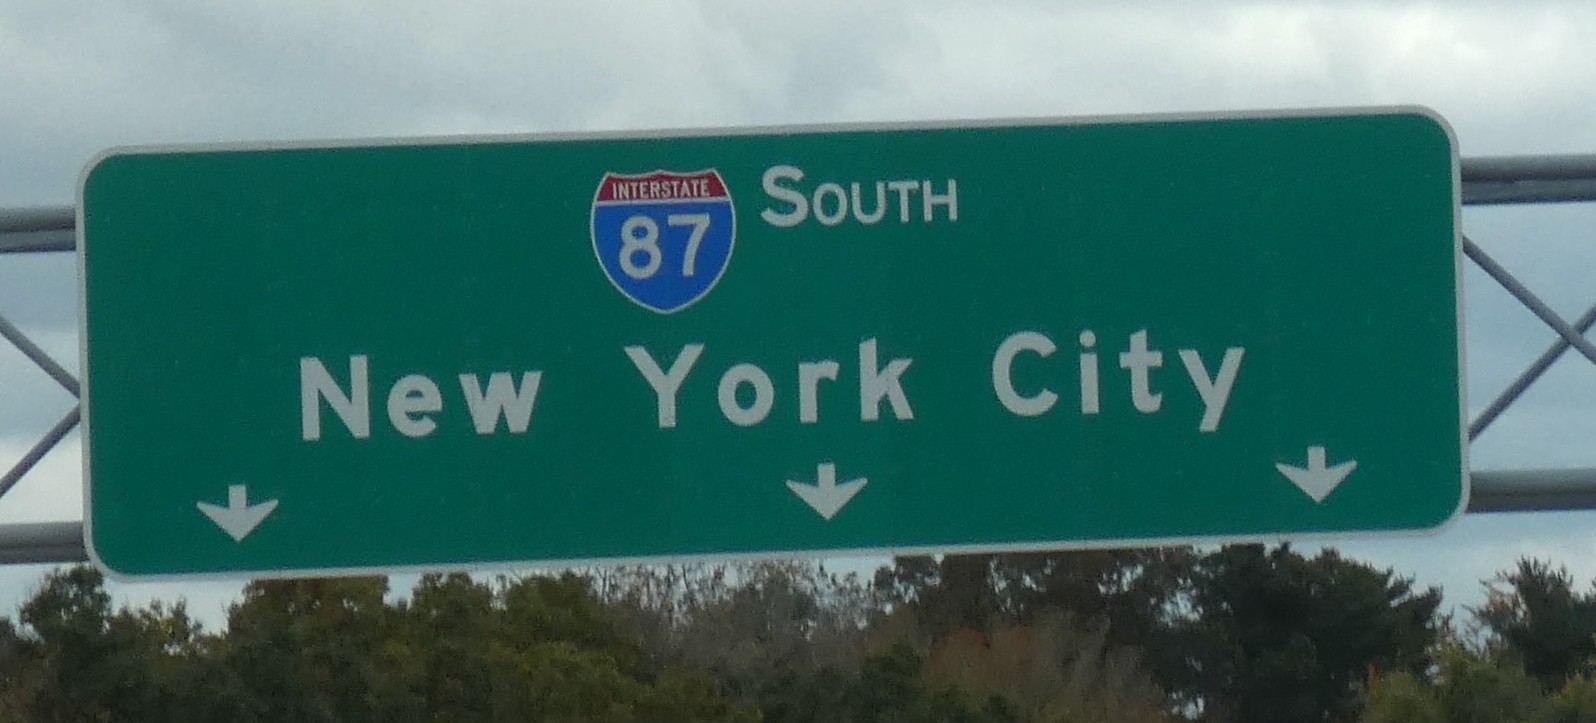 INTERSTATE
87 SOUTH
New York City